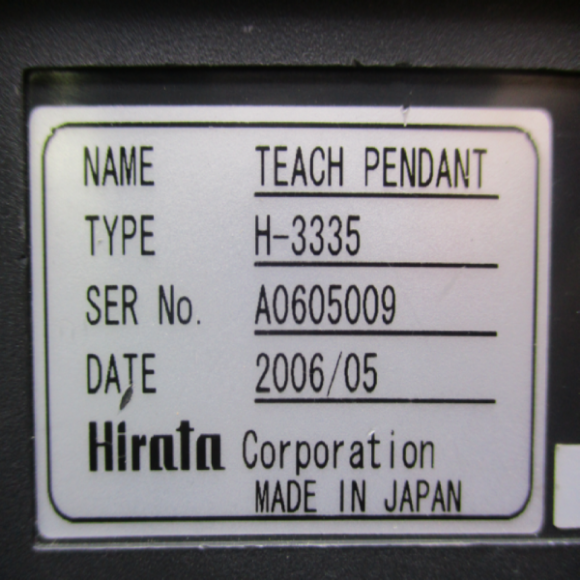 NAME TEACH PENDANT
TYPE H-3335
SER No. A0605009
DATE 2006/05
Hirata Corporation
MADE IN JAPAN